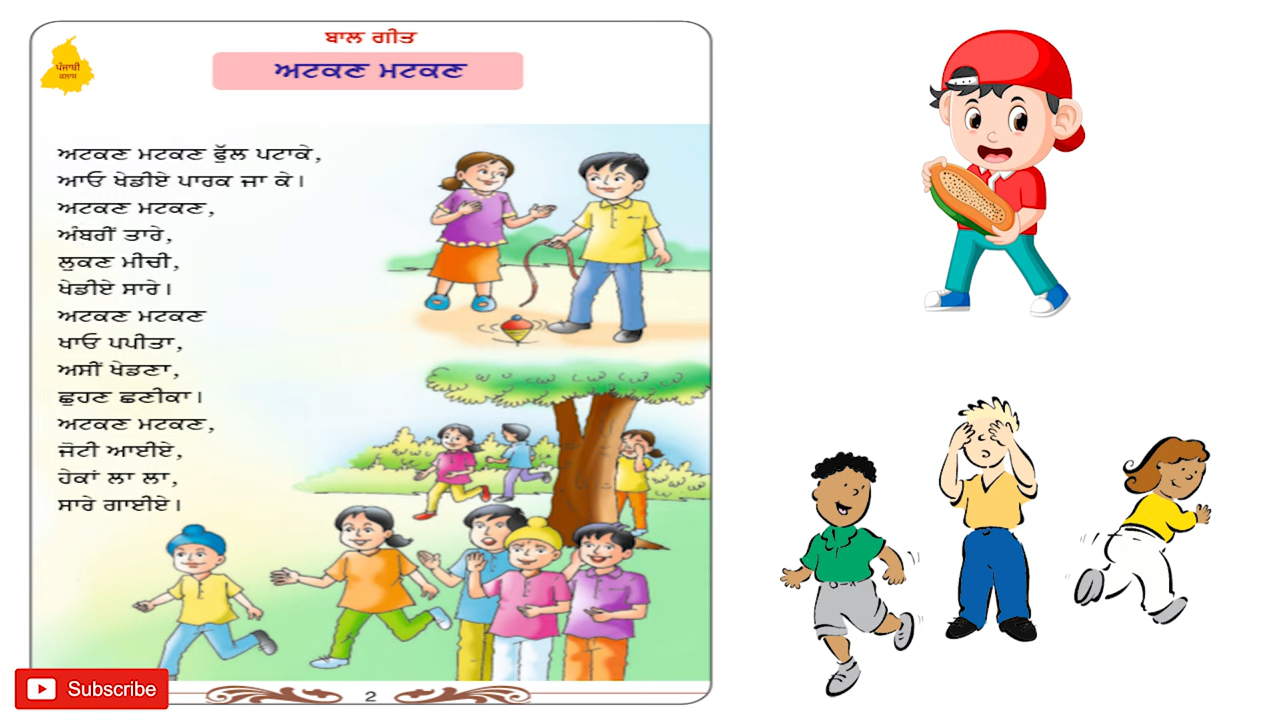 ਬਾਲ ਗੀਤ
ਪੰਜਾਬੀ
ਕਲਾਸ
ਅਟਕਣ ਮਟਕਣ
ਅਟਕਣ ਮਟਕਣ ਫੁੱਲ ਪਟਾਕੇ,
ਆਓ ਖੇਡੀਏ ਪਾਰਕ ਜਾ ਕੇ।
ਅਟਕਣ ਮਟਕਣ,
ਅੰਬਰੀਂ ਤਾਰੇ,
ਲੁਕਣ ਮੀਚੀ,
ਖੇਡੀਏ ਸਾਰੇ।
ਅਟਕਣ ਮਟਕਣ
ਖਾਓ ਪਪੀਤਾ,
ਅਸੀਂ ਖੇਡਣਾ,
ਛੁਹਣ ਛਣੀਕਾ।
ਅਟਕਣ ਮਟਕਣ,
ਜੋਟੀ ਆਈਏ,
ਹੇਕਾਂ ਲਾ ਲਾ,
ਸਾਰੇ ਗਾਈਏ।
Subscribe
2